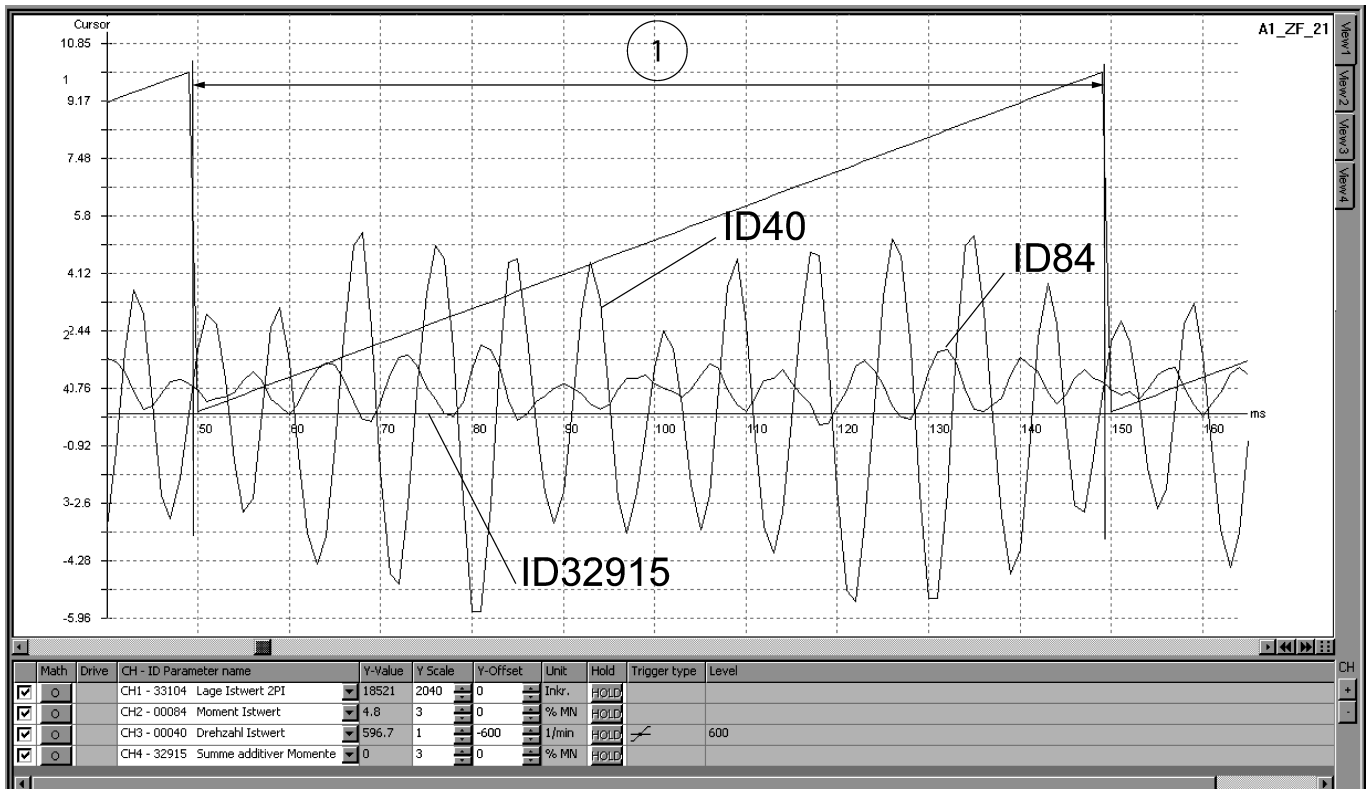 Cursor
A1_ZF_21
View1
View2
View3
View4
1
10.85
1
9.17
7.48
5.8
4.12
2
2.44
4
0.76
-0.92
3
-2.6
-4.28
-5.96
ID40
ID84
ID32915
50 60 70 80 90 100 110 120 130 140 150 160
ms
Math Drive CH - ID Parameter name Y-Value Y Scale Y-Offset Unit Hold Trigger type Level
CH1 - 33104 Lage Istwert 2PI 18521 2040 0 Inkr. HOLD
CH2 - 00084 Moment Istwert 4.8 3 0 % MN HOLD
CH3 - 00040 Drehzahl Istwert 596.7 1 -600 1/min HOLD 600
CH4 - 32915 Summe additiver Momente 0 3 0 % MN HOLD
CH
+
-